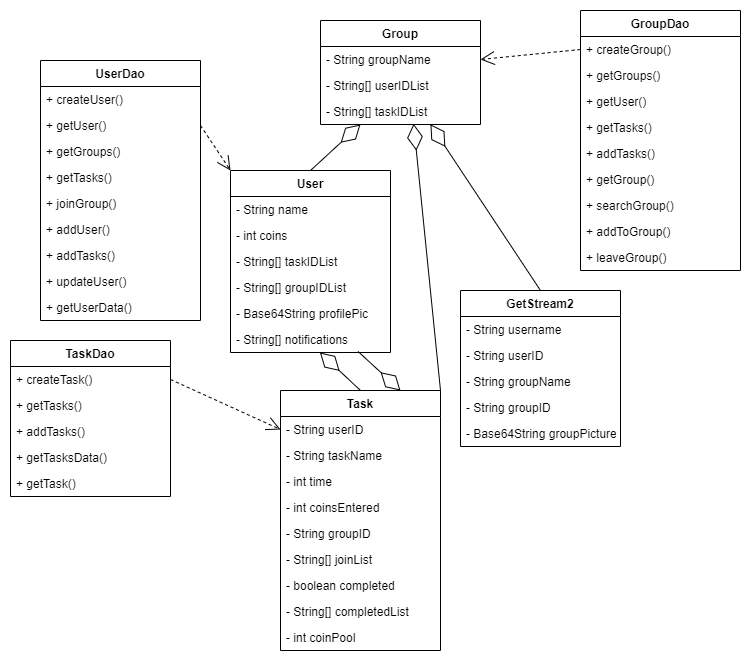 Group
- String groupName
- String[] userIDList
- String[] taskIDList
GroupDao
+ createGroup()
+ getGroups()
+ getUser()
+ getTasks()
+ addTasks()
+ getGroup()
+ searchGroup()
+ addToGroup()
+ leaveGroup()
UserDao
+ createUser()
+ getUser()
+ getGroups()
+ getTasks()
+ joinGroup()
+ addUser()
+ addTasks()
+ updateUser()
+ getUserData()
User
- String name
- int coins
- String[] taskIDList
- String[] groupIDList
- Base64String profilePic
- String[] notifications
GetStream2
- String username
- String userID
- String groupName
- String groupID
- Base64String groupPicture
TaskDao
+ createTask()
+ getTasks()
+ addTasks()
+ getTasksData()
+ getTask()
Task
- String userID
- String taskName
- int time
- int coinsEntered
- String groupID
- String[] joinList
- boolean completed
- String[] completedList
- int coinPool